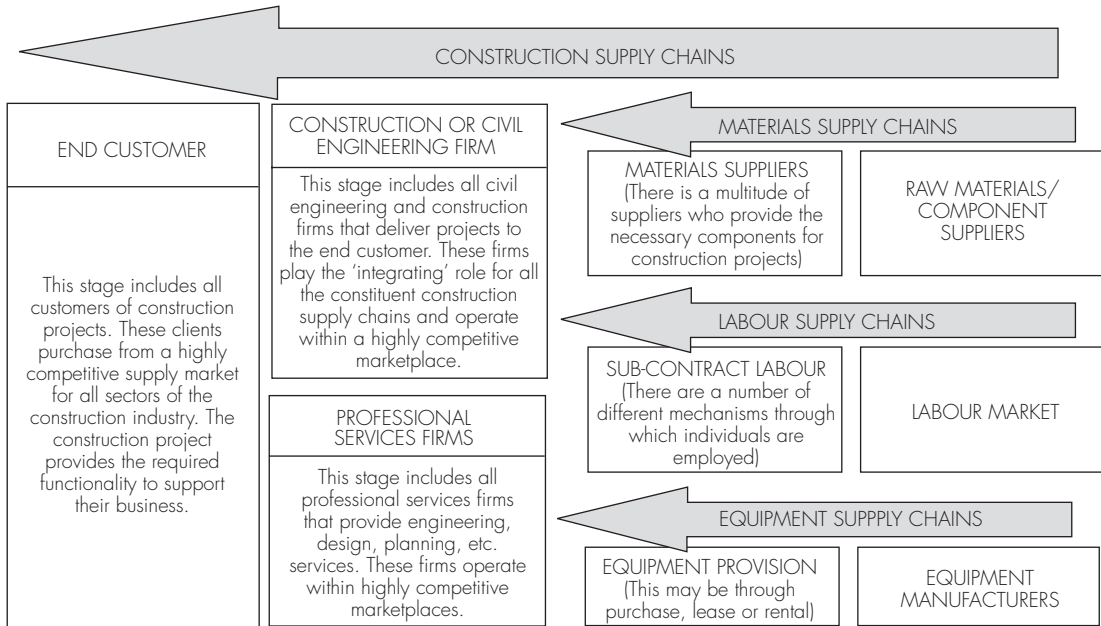 CONSTRUCTION SUPPLY CHAINS
END CUSTOMER
This stage includes all
customers of construction
projects. These clients
purchase from a highly
competitive supply market
for all sectors of the
construction industry. The
construction project
provides the required
functionality to support
their business.
CONSTRUCTION OR CIVIL
ENGINEERING FIRM
This stage includes all civil
engineering and construction
firms that deliver projects to
the end customer. These firms
play the ‘integrating’ role for all
the constituent construction
supply chains and operate
within a highly competitive
marketplace.
PROFESSIONAL
SERVICES FIRMS
This stage includes all
professional services firms
that provide engineering,
design, planning, etc.
services. These firms operate
within highly competitive
marketplaces.
MATERIALS SUPPLY CHAINS
MATERIALS SUPPLIERS
(There is a multitude of
suppliers who provide the
necessary components for
construction projects)
RAW MATERIALS/
COMPONENT
SUPPLIERS
LABOUR SUPPLY CHAINS
SUB-CONTRACT LABOUR
(There are a number of
different mechanisms through
which individuals are
employed)
LABOUR MARKET
EQUIPMENT SUPPPLY CHAINS
EQUIPMENT PROVISION
(This may be through
purchase, lease or rental)
EQUIPMENT
MANUFACTURERS